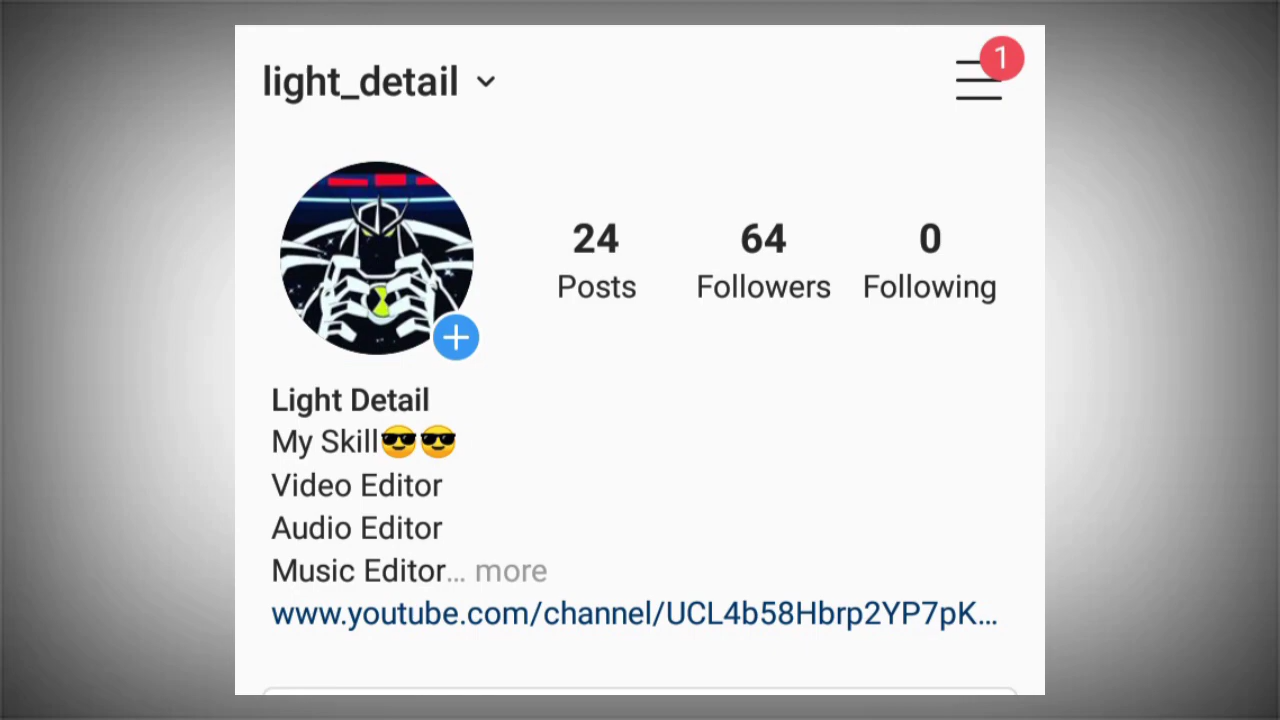 light_detail
1
24 64 0
Posts Followers Following
Light Detail
My Skill😎😎
Video Editor
Audio Editor
Music Editor... more
www.youtube.com/channel/UCL4b58Hbrp2YP7pK...